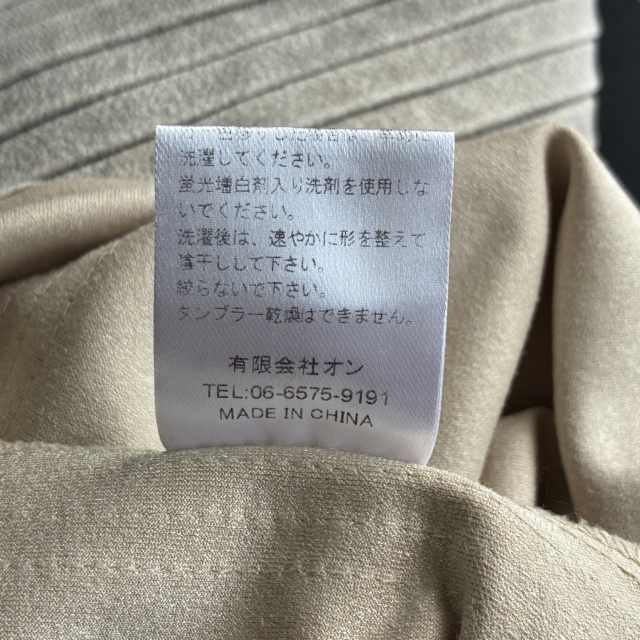 洗濯してください。
蛍光増白剤入り洗剤を使用しな
いでください。
洗濯後は、速やかに形を整えて
陰干しして下さい。
絞らないで下さい。
タンブラー乾燥はできません。
有限会社オン
TEL:06-6575-9191
MADE IN CHINA